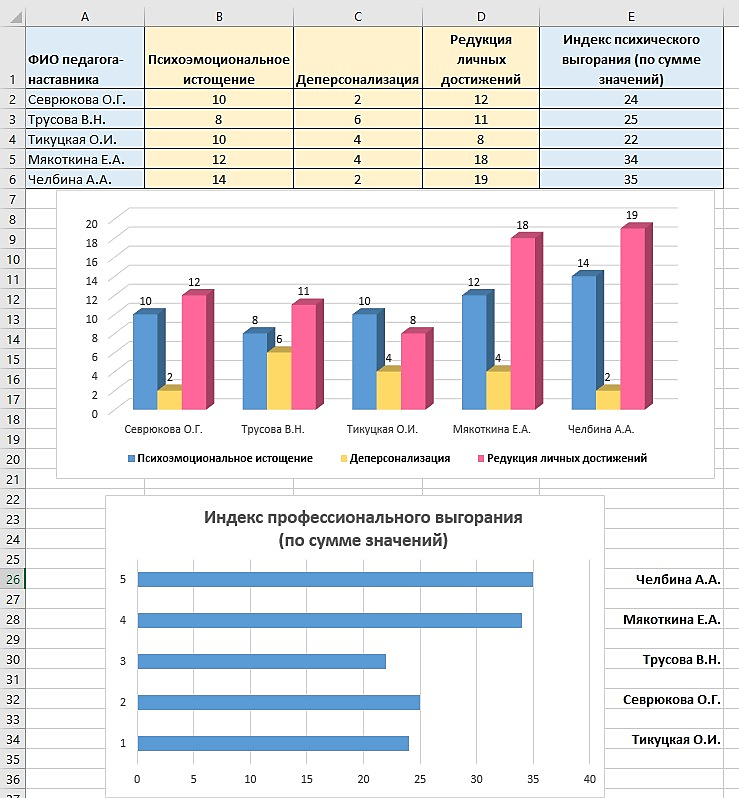 A B C D E
1 ФИО педагога-наставника Психоэмоциональное истощение Деперсонализация Редукция личных достижений Индекс психического выгорания (по сумме значений)
2 Севрюкова О.Г. 10 2 12 24
3 Трусова В.Н. 8 6 11 25
4 Тикуцкая О.И. 10 4 8 22
5 Мякоткина Е.А. 12 4 18 34
6 Челбина А.А. 14 2 19 35
7
8
9
10
11
12
13
14
15
16
17
18
19
20
21
20
18
16
14
12
10
8
6
4
2
0
10 2 12
8 6 11
10 4 8
12 4 18
14 2 19
Севрюкова О.Г. Трусова В.Н. Тикуцкая О.И. Мякоткина Е.А. Челбина А.А.
Психоэмоциональное истощение Деперсонализация Редукция личных достижений
22
23
24
25
26
27
28
29
30
31
32
33
34
35
36
Индекс профессионального выгорания
(по сумме значений)
5 Челбина А.А.
4 Мякоткина Е.А.
3 Трусова В.Н.
2 Севрюкова О.Г.
1 Тикуцкая О.И.
0 5 10 15 20 25 30 35 40